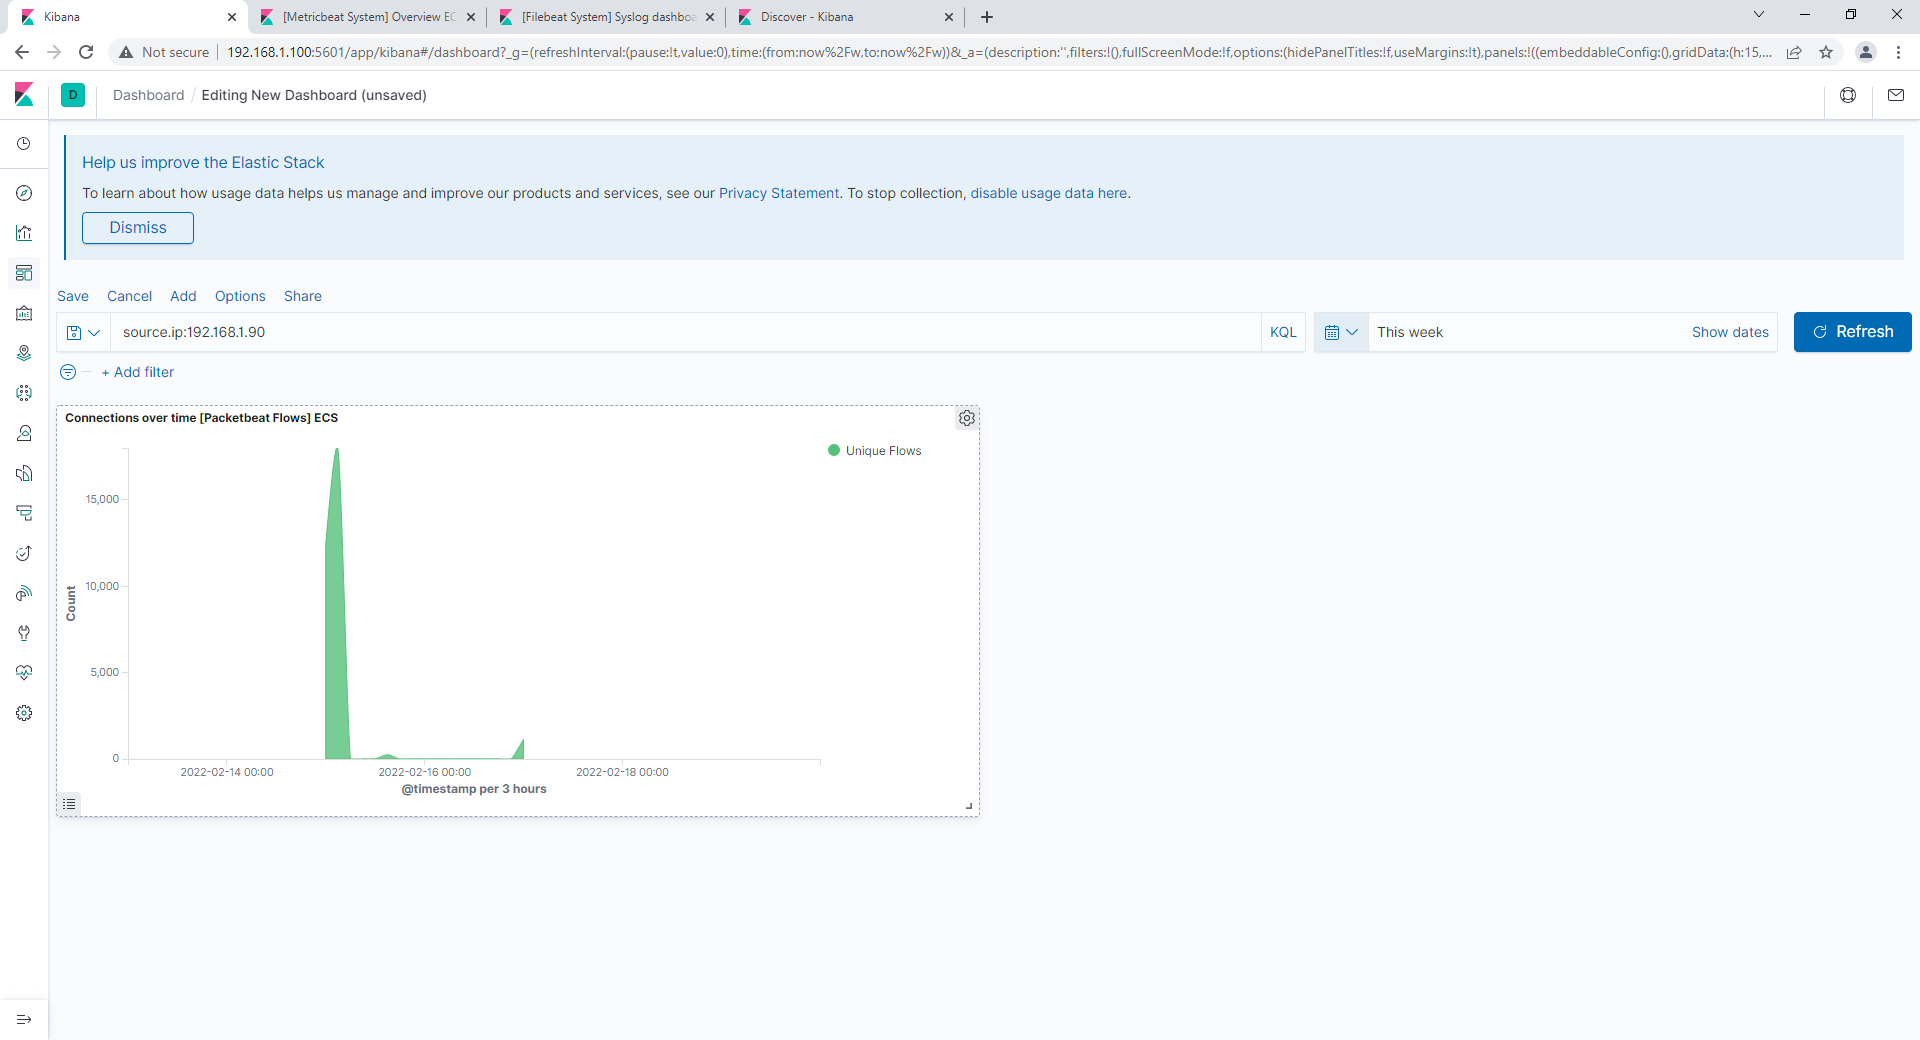 Kibana
[Metricbeat System] Overview EC
[Filebeat System] Syslog dashboa
Discover - Kibana
Not secure
192.168.1.100:5601/app/kibana#/dashboard?_g=(refreshInterval:(pause:!t,value:0),time:(from:now%2Fw,to:now%2Fw))&_a=(description:'',filters:!(),fullScreenMode:!f,options:(hidePanelTitles:!f,useMargins:!t),panels:!((embeddableConfig:(),gridData:(h:15,...
D
Dashboard / Editing New Dashboard (unsaved)
Help us improve the Elastic Stack
To learn about how usage data helps us manage and improve our products and services, see our Privacy Statement. To stop collection, disable usage data here.
Dismiss
Save Cancel Add Options Share
source.ip:192.168.1.90
KQL
This week
Show dates
Refresh
+ Add filter
Connections over time [Packetbeat Flows] ECS
Unique Flows
15,000
10,000
5,000
0
Count
2022-02-14 00:00
2022-02-16 00:00
2022-02-18 00:00
@timestamp per 3 hours